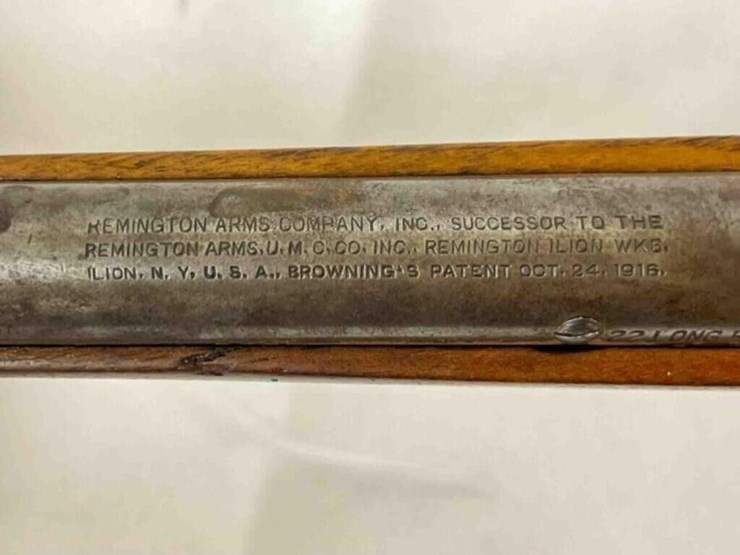 REMINGTON ARMS COMPANY, INC., SUCCESSOR TO THE
REMINGTON ARMS.U.M.C.CO.INC., REMINGTON ILION WKS.
ILION, N. Y., U. S. A., BROWNING'S PATENT OCT. 24, 1916.
22 LONG